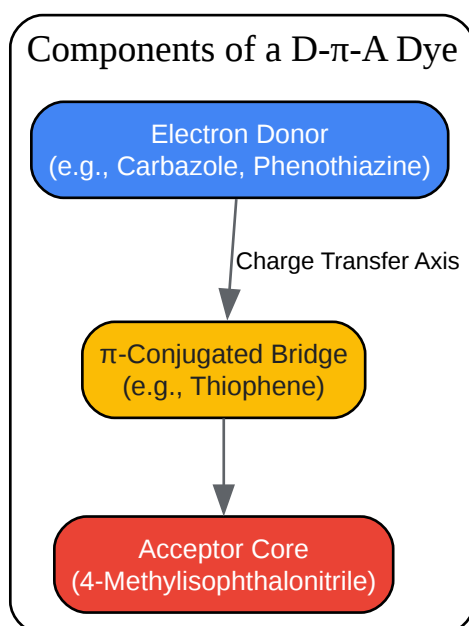 Components of a D-π-A Dye
Electron Donor
(e.g., Carbazole, Phenothiazine)
Charge Transfer Axis
π-Conjugated Bridge
(e.g., Thiophene)
Acceptor Core
(4-Methylisophthalonitrile)